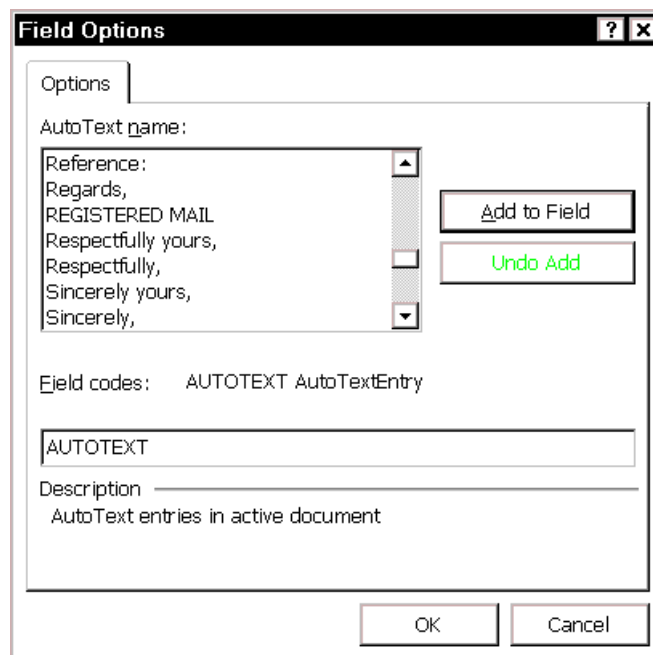 Field Options
Options
AutoText name:
Reference:
Regards,
REGISTERED MAIL
Respectfully yours,
Respectfully,
Sincerely yours,
Sincerely,
Add to Field
Undo Add
Field codes: AUTOTEXT AutoTextEntry
AUTOTEXT
Description
AutoText entries in active document
OK Cancel